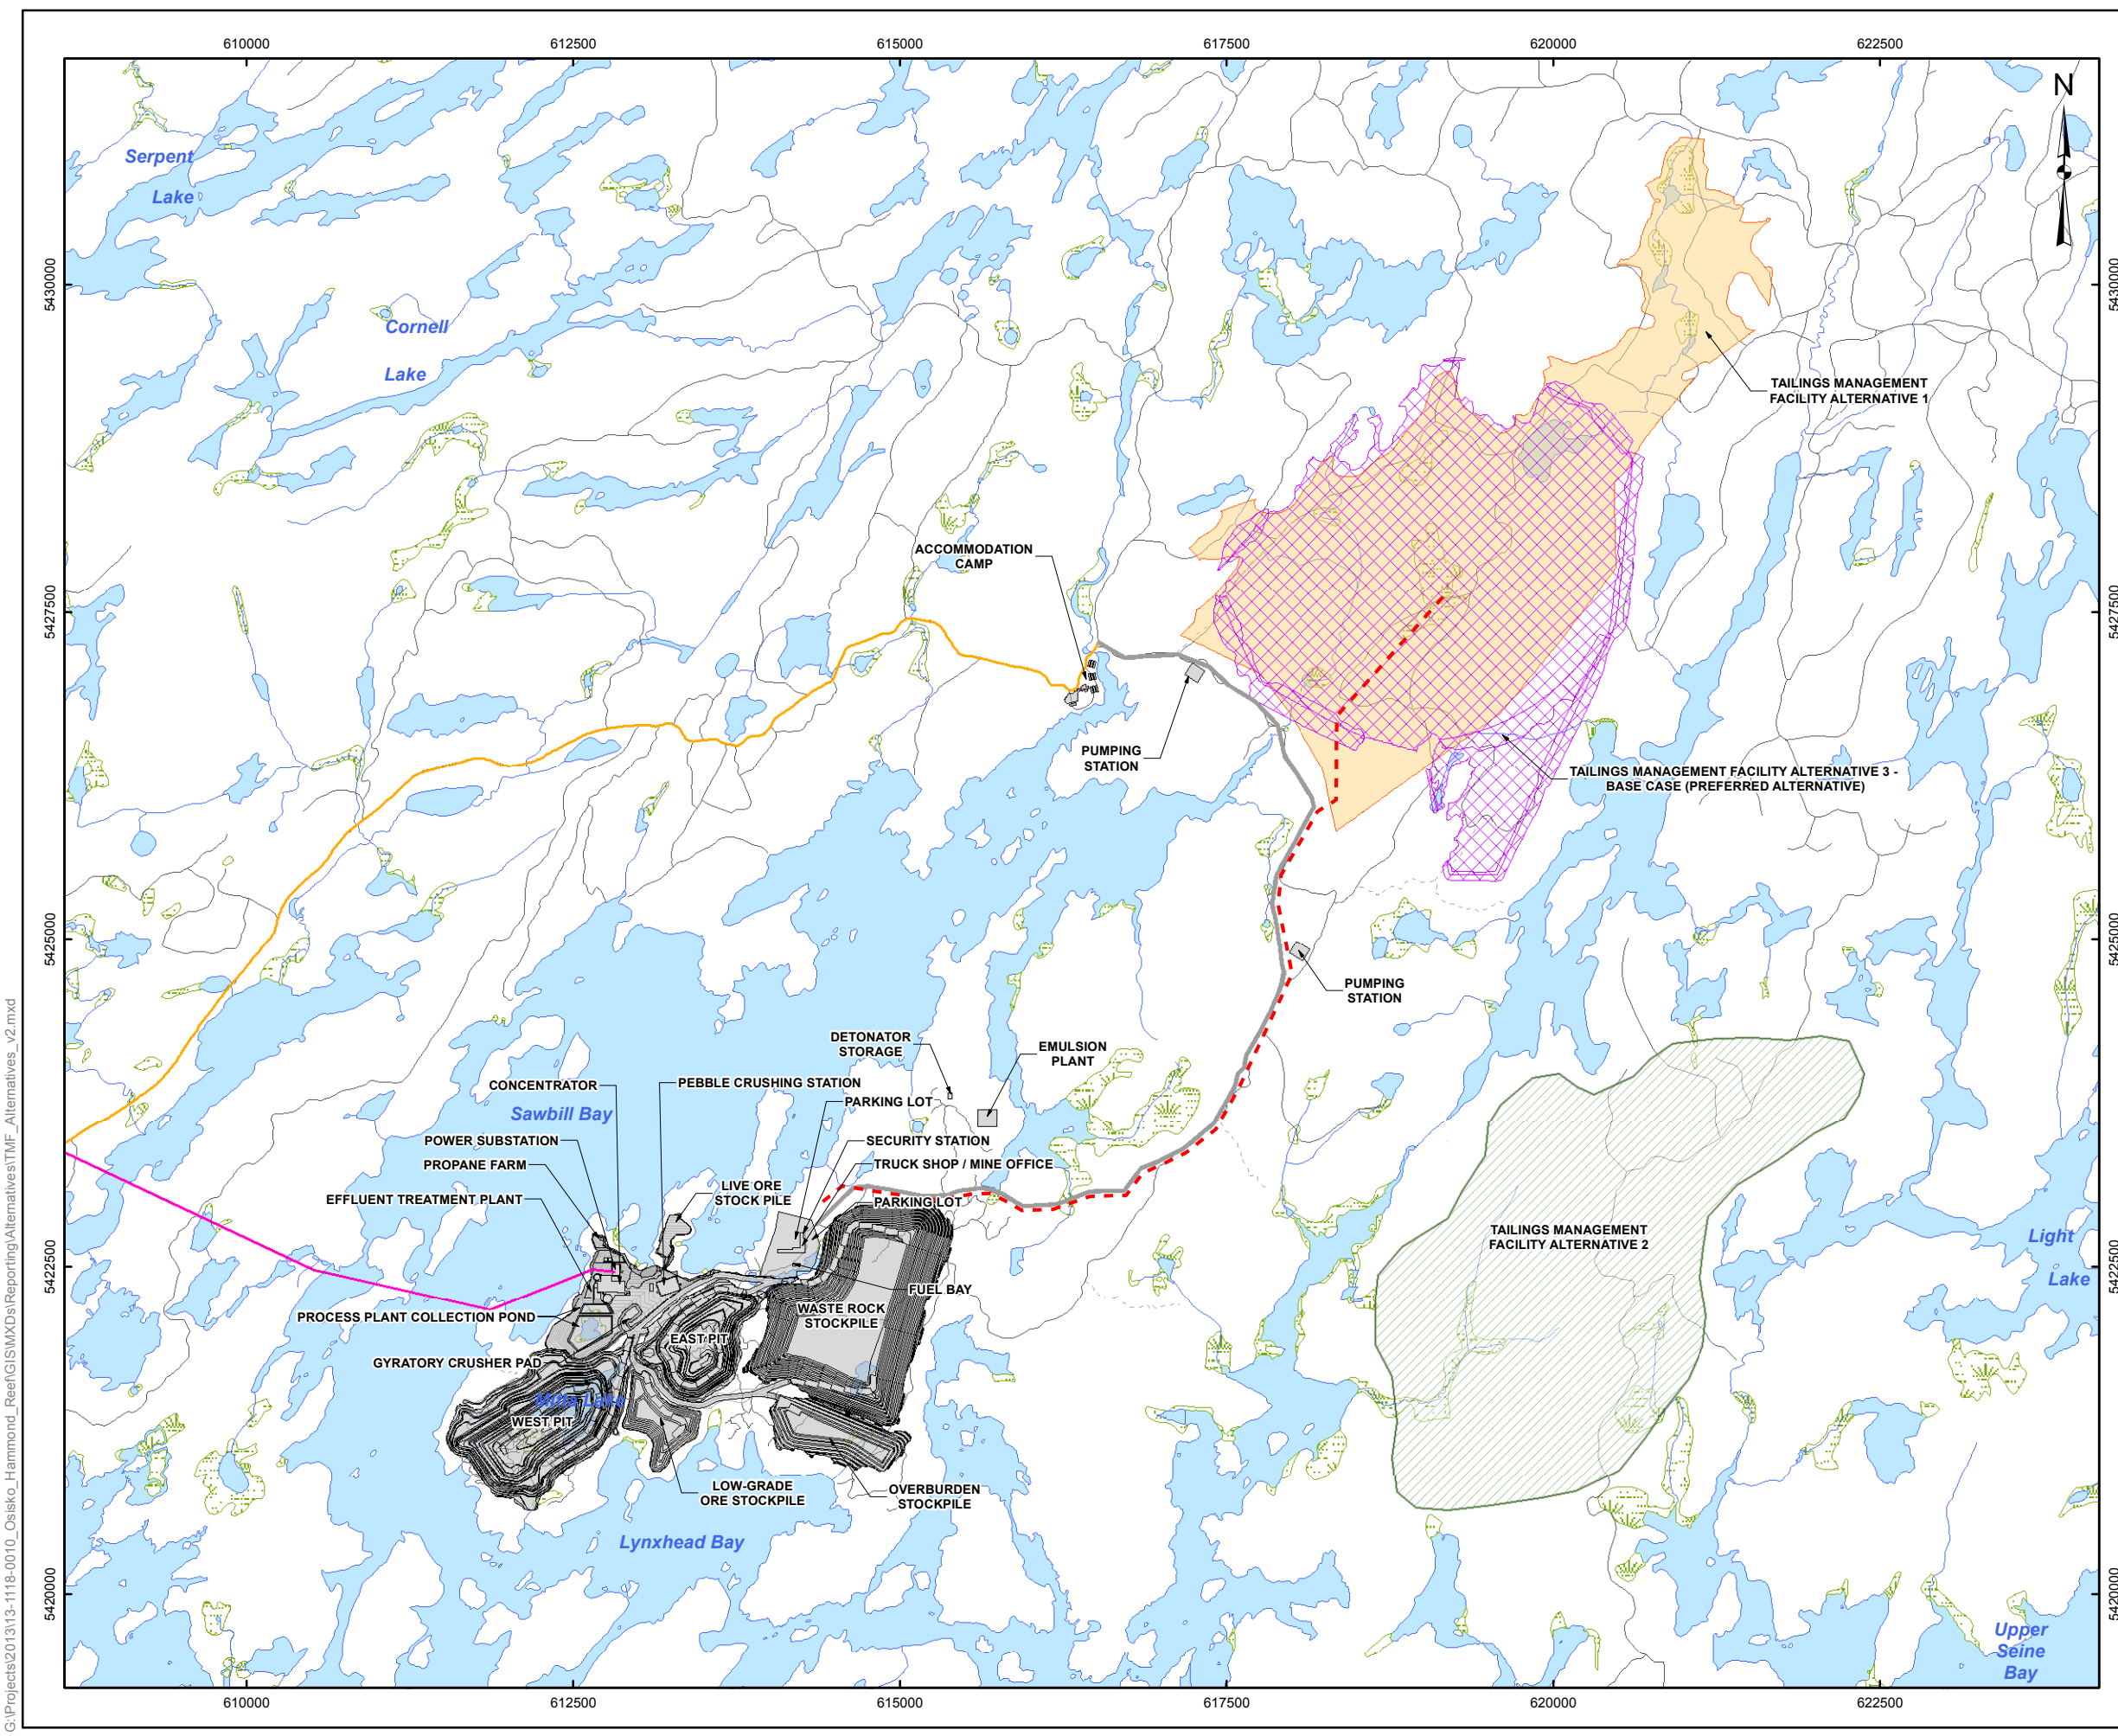 610000
612500
615000
617500
620000
622500
N
Serpent
Lake
5430000
5430000
Cornell
Lake
TAILINGS MANAGEMENT
FACILITY ALTERNATIVE 1
ACCOMMODATION
CAMP
5427500
5427500
PUMPING
STATION
TAILINGS MANAGEMENT FACILITY ALTERNATIVE 3 -
BASE CASE (PREFERRED ALTERNATIVE)
5425000
5425000
PUMPING
STATION
DETONATOR
STORAGE
EMULSION
PLANT
CONCENTRATOR
PEBBLE CRUSHING STATION
PARKING LOT
Sawbill Bay
POWER SUBSTATION
SECURITY STATION
PROPANE FARM
TRUCK SHOP / MINE OFFICE
EFFLUENT TREATMENT PLANT
LIVE ORE
STOCK PILE
PARKING LOT
TAILINGS MANAGEMENT
FACILITY ALTERNATIVE 2
Light
Lake
5422500
5422500
FUEL BAY
PROCESS PLANT COLLECTION POND
WASTE ROCK
STOCKPILE
EAST PIT
GYRATORY CRUSHER PAD
Mitta Lake
WEST PIT
LOW-GRADE
ORE STOCKPILE
OVERBURDEN
STOCKPILE
Lynxhead Bay
5420000
5420000
Upper
Seine
Bay
610000
612500
615000
617500
620000
622500
G:\Projects\2013\13-1118-0010_Osisko_Hammond_Reef\GIS\MXDs\Reporting\Alternatives\TMF_Alternatives_v2.mxd